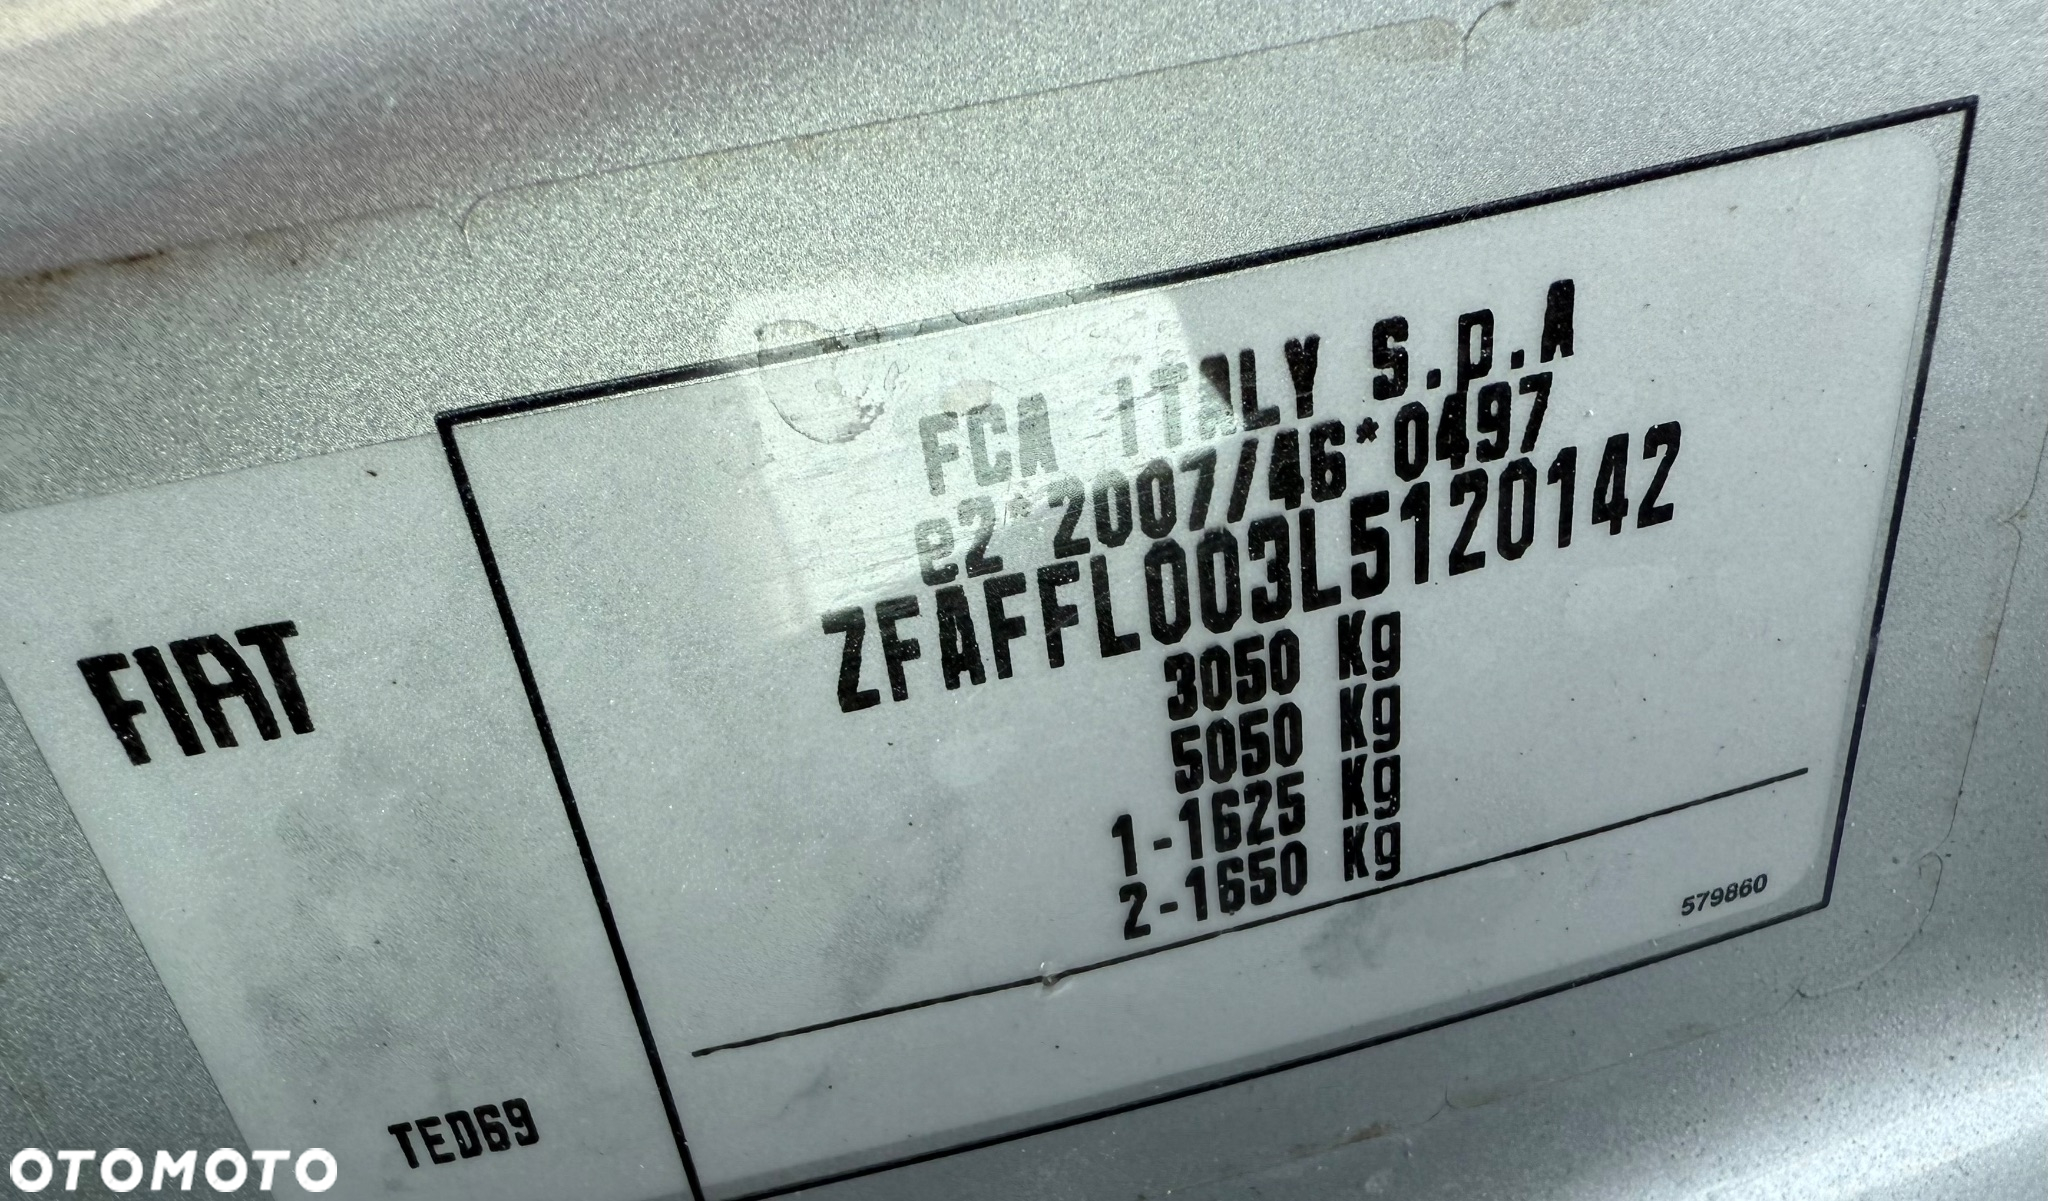 FCA ITALY S.p.A
e2*2007/46*0497
ZFAFFL003L5120142
3050 Kg
5050 Kg
1-1625 Kg
2-1650 Kg
579860
FIAT
TED69
OTOMOTO